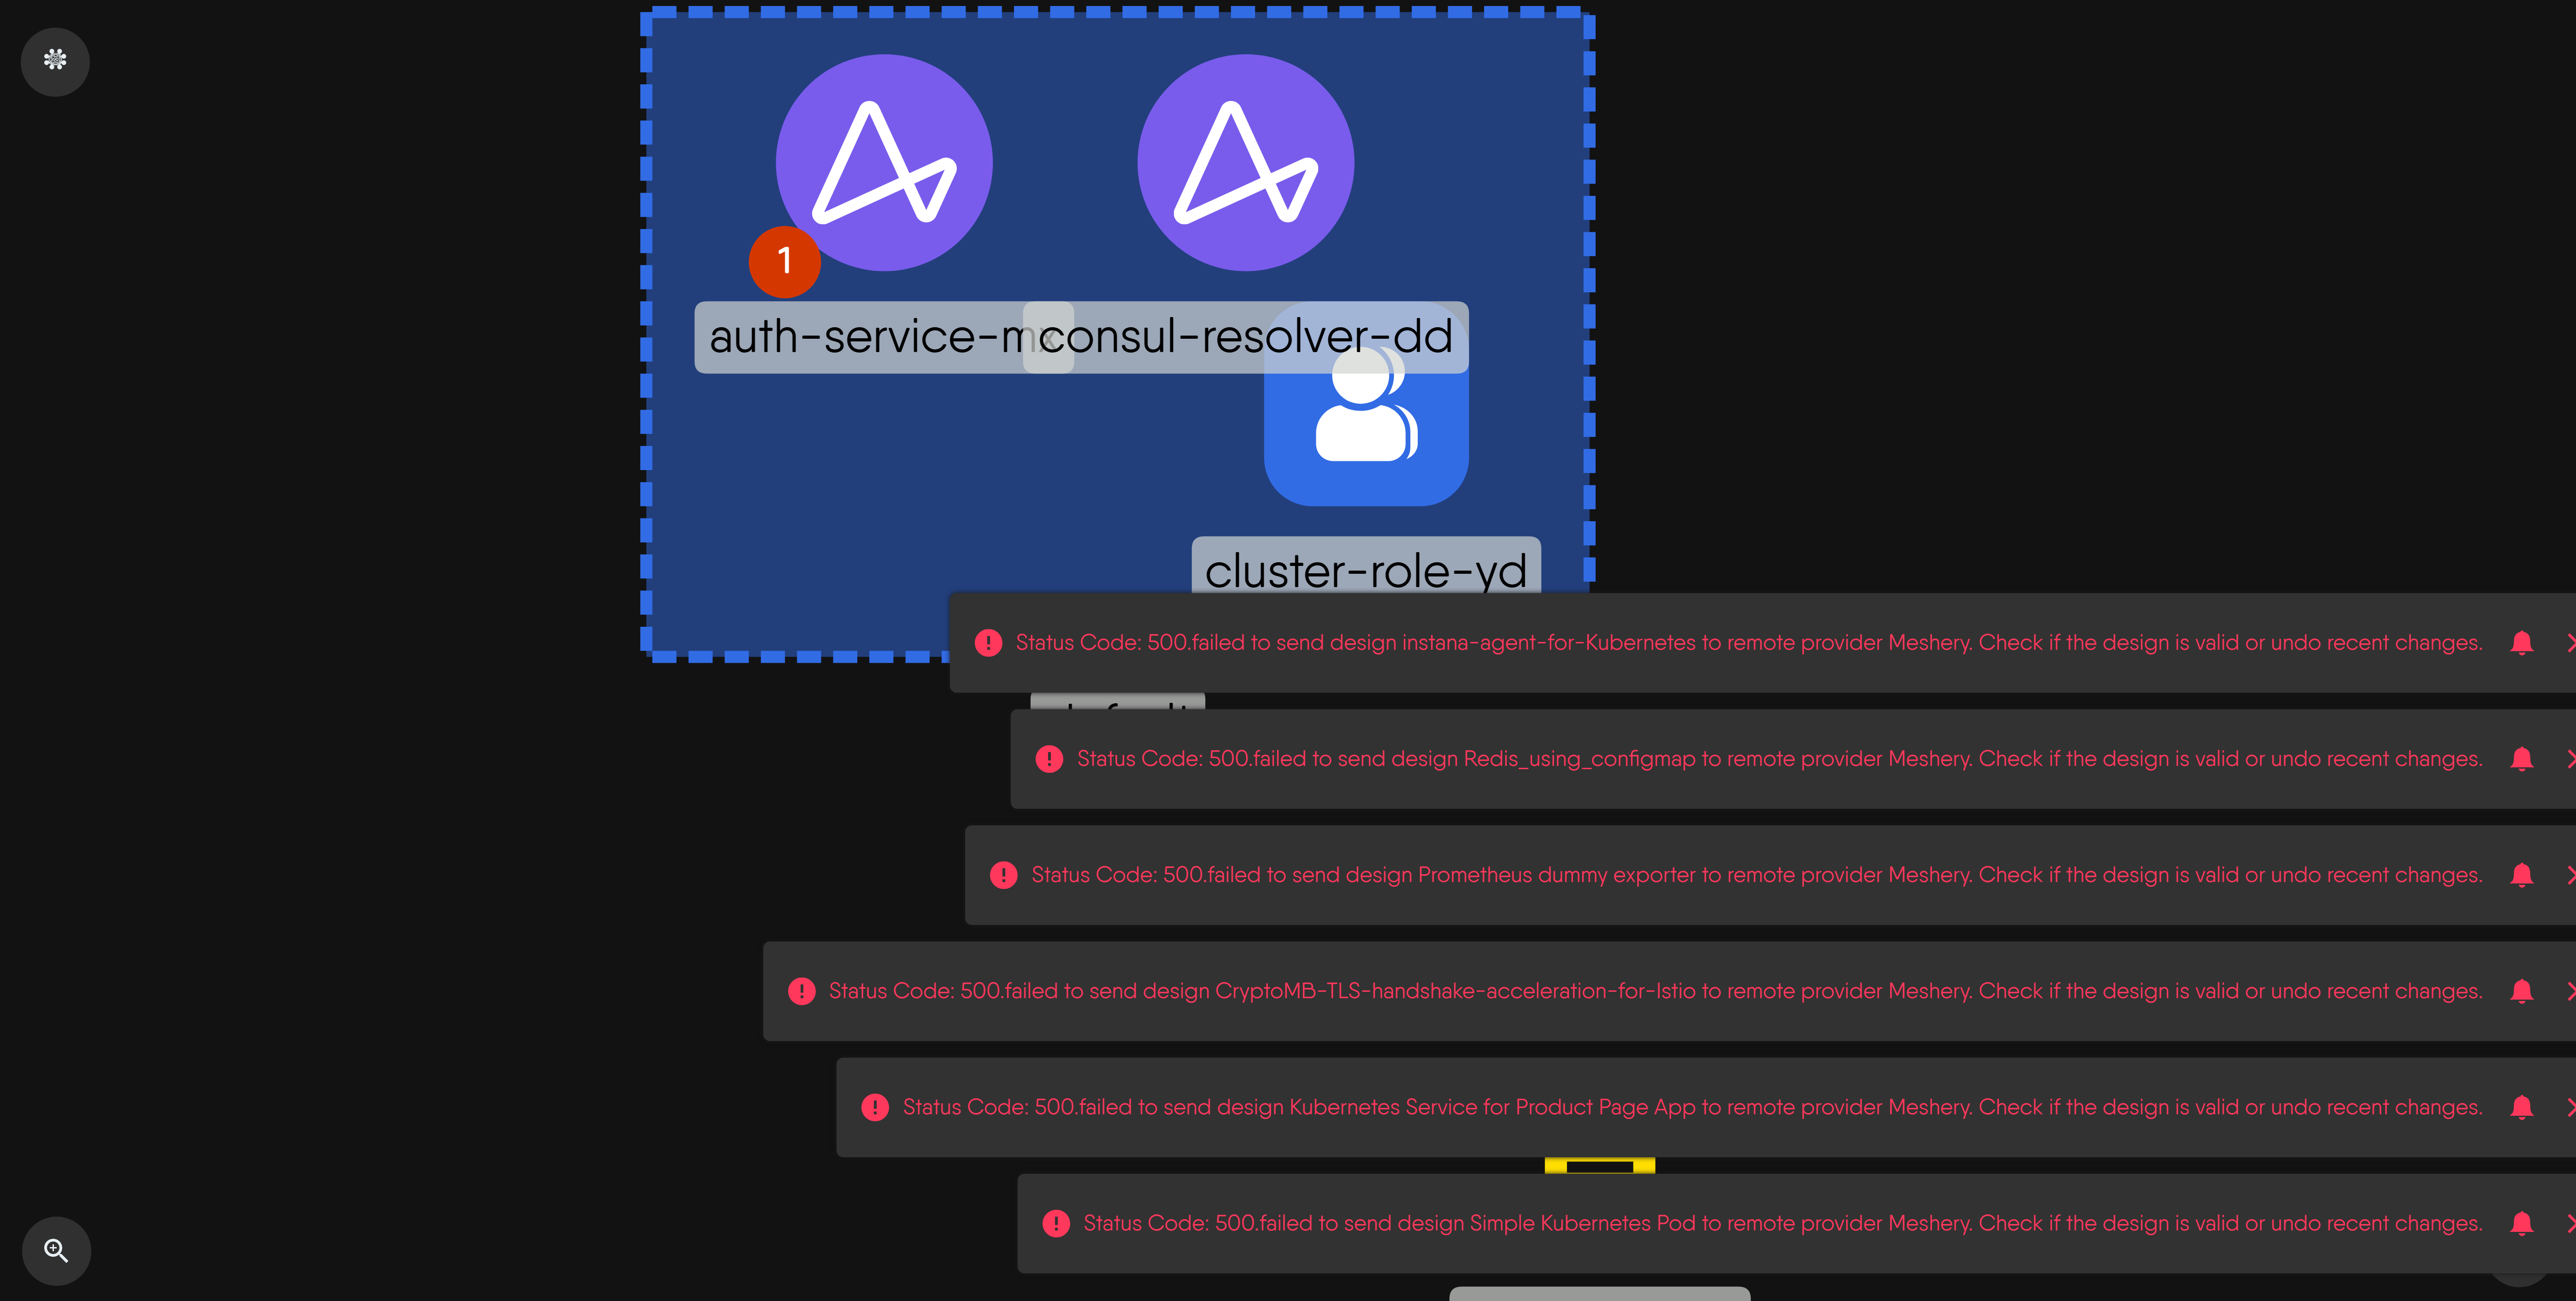 1
auth-service-mx
consul-resolver-dd
cluster-role-yd
Status Code: 500.failed to send design instana-agent-for-Kubernetes to remote provider Meshery. Check if the design is valid or undo recent changes.
Status Code: 500.failed to send design Redis_using_configmap to remote provider Meshery. Check if the design is valid or undo recent changes.
Status Code: 500.failed to send design Prometheus dummy exporter to remote provider Meshery. Check if the design is valid or undo recent changes.
Status Code: 500.failed to send design CryptoMB-TLS-handshake-acceleration-for-Istio to remote provider Meshery. Check if the design is valid or undo recent changes.
Status Code: 500.failed to send design Kubernetes Service for Product Page App to remote provider Meshery. Check if the design is valid or undo recent changes.
Status Code: 500.failed to send design Simple Kubernetes Pod to remote provider Meshery. Check if the design is valid or undo recent changes.